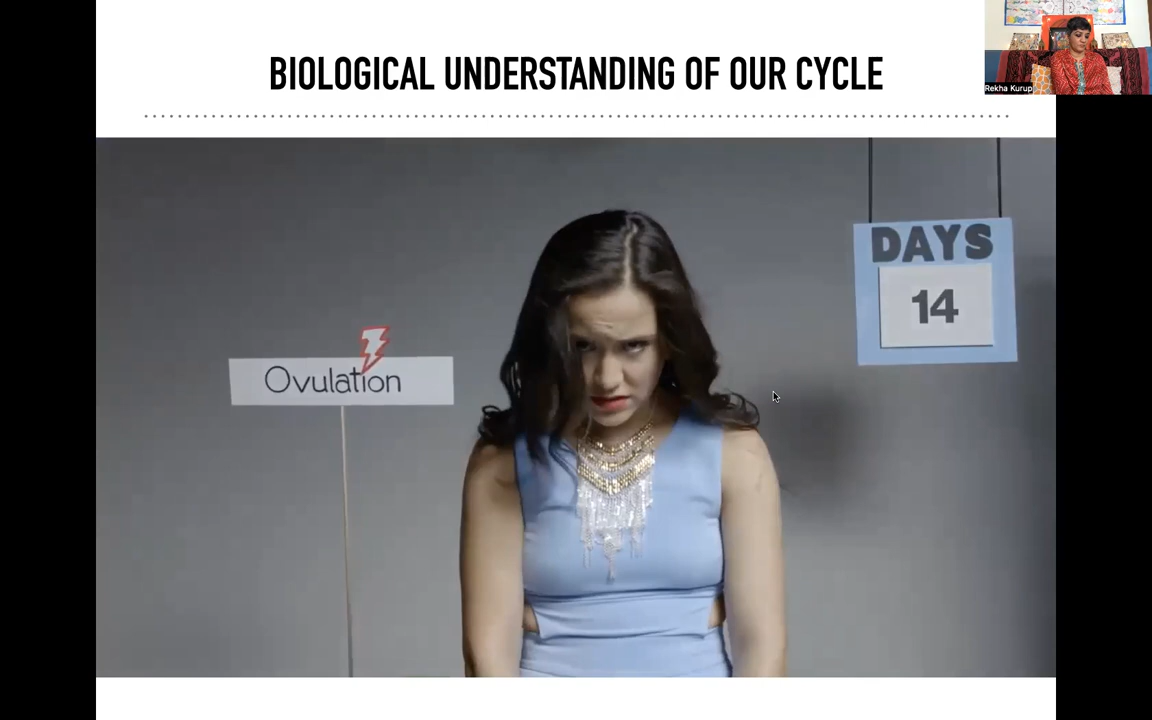 BIOLOGICAL UNDERSTANDING OF OUR CYCLE
Rekha Kurup
DAYS
14
Ovulation